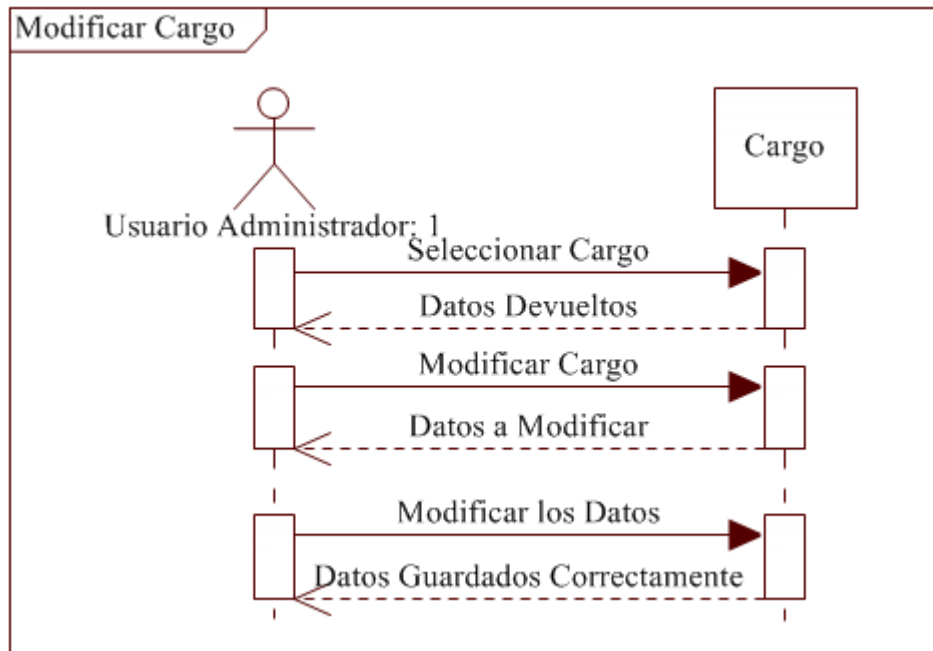 Modificar Cargo
Cargo
Usuario Administrador: 1
Seleccionar Cargo
Datos Devueltos
Modificar Cargo
Datos a Modificar
Modificar los Datos
Datos Guardados Correctamente